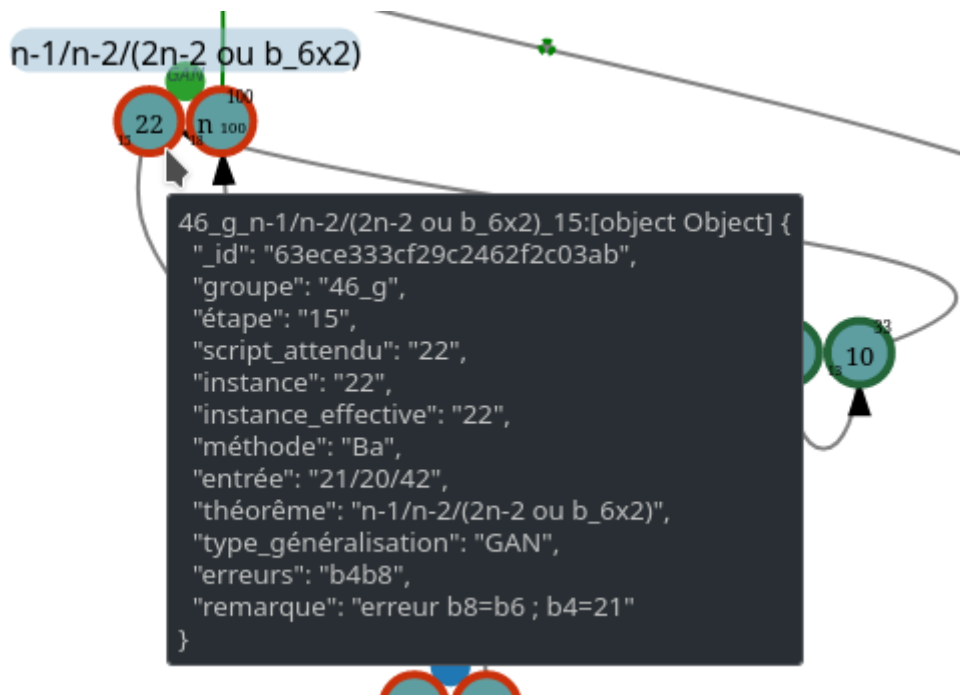 n-1/n-2/(2n-2 ou b_6x2)
GAN
100
22
n 100
13
18
46_g_n-1/n-2/(2n-2 ou b_6x2)_15:[object Object] {
"_id": "63ece333cf29c2462f2c03ab",
"groupe": "46_g",
"étape": "15",
"script_attendu": "22",
"instance": "22",
"instance_effective": "22",
"méthode": "Ba",
"entrée": "21/20/42",
"théorême": "n-1/n-2/(2n-2 ou b_6x2)",
"type_généralisation": "GAN",
"erreurs": "b4b8",
"remarque": "erreur b8=b6 ; b4=21"
}
33
10
13